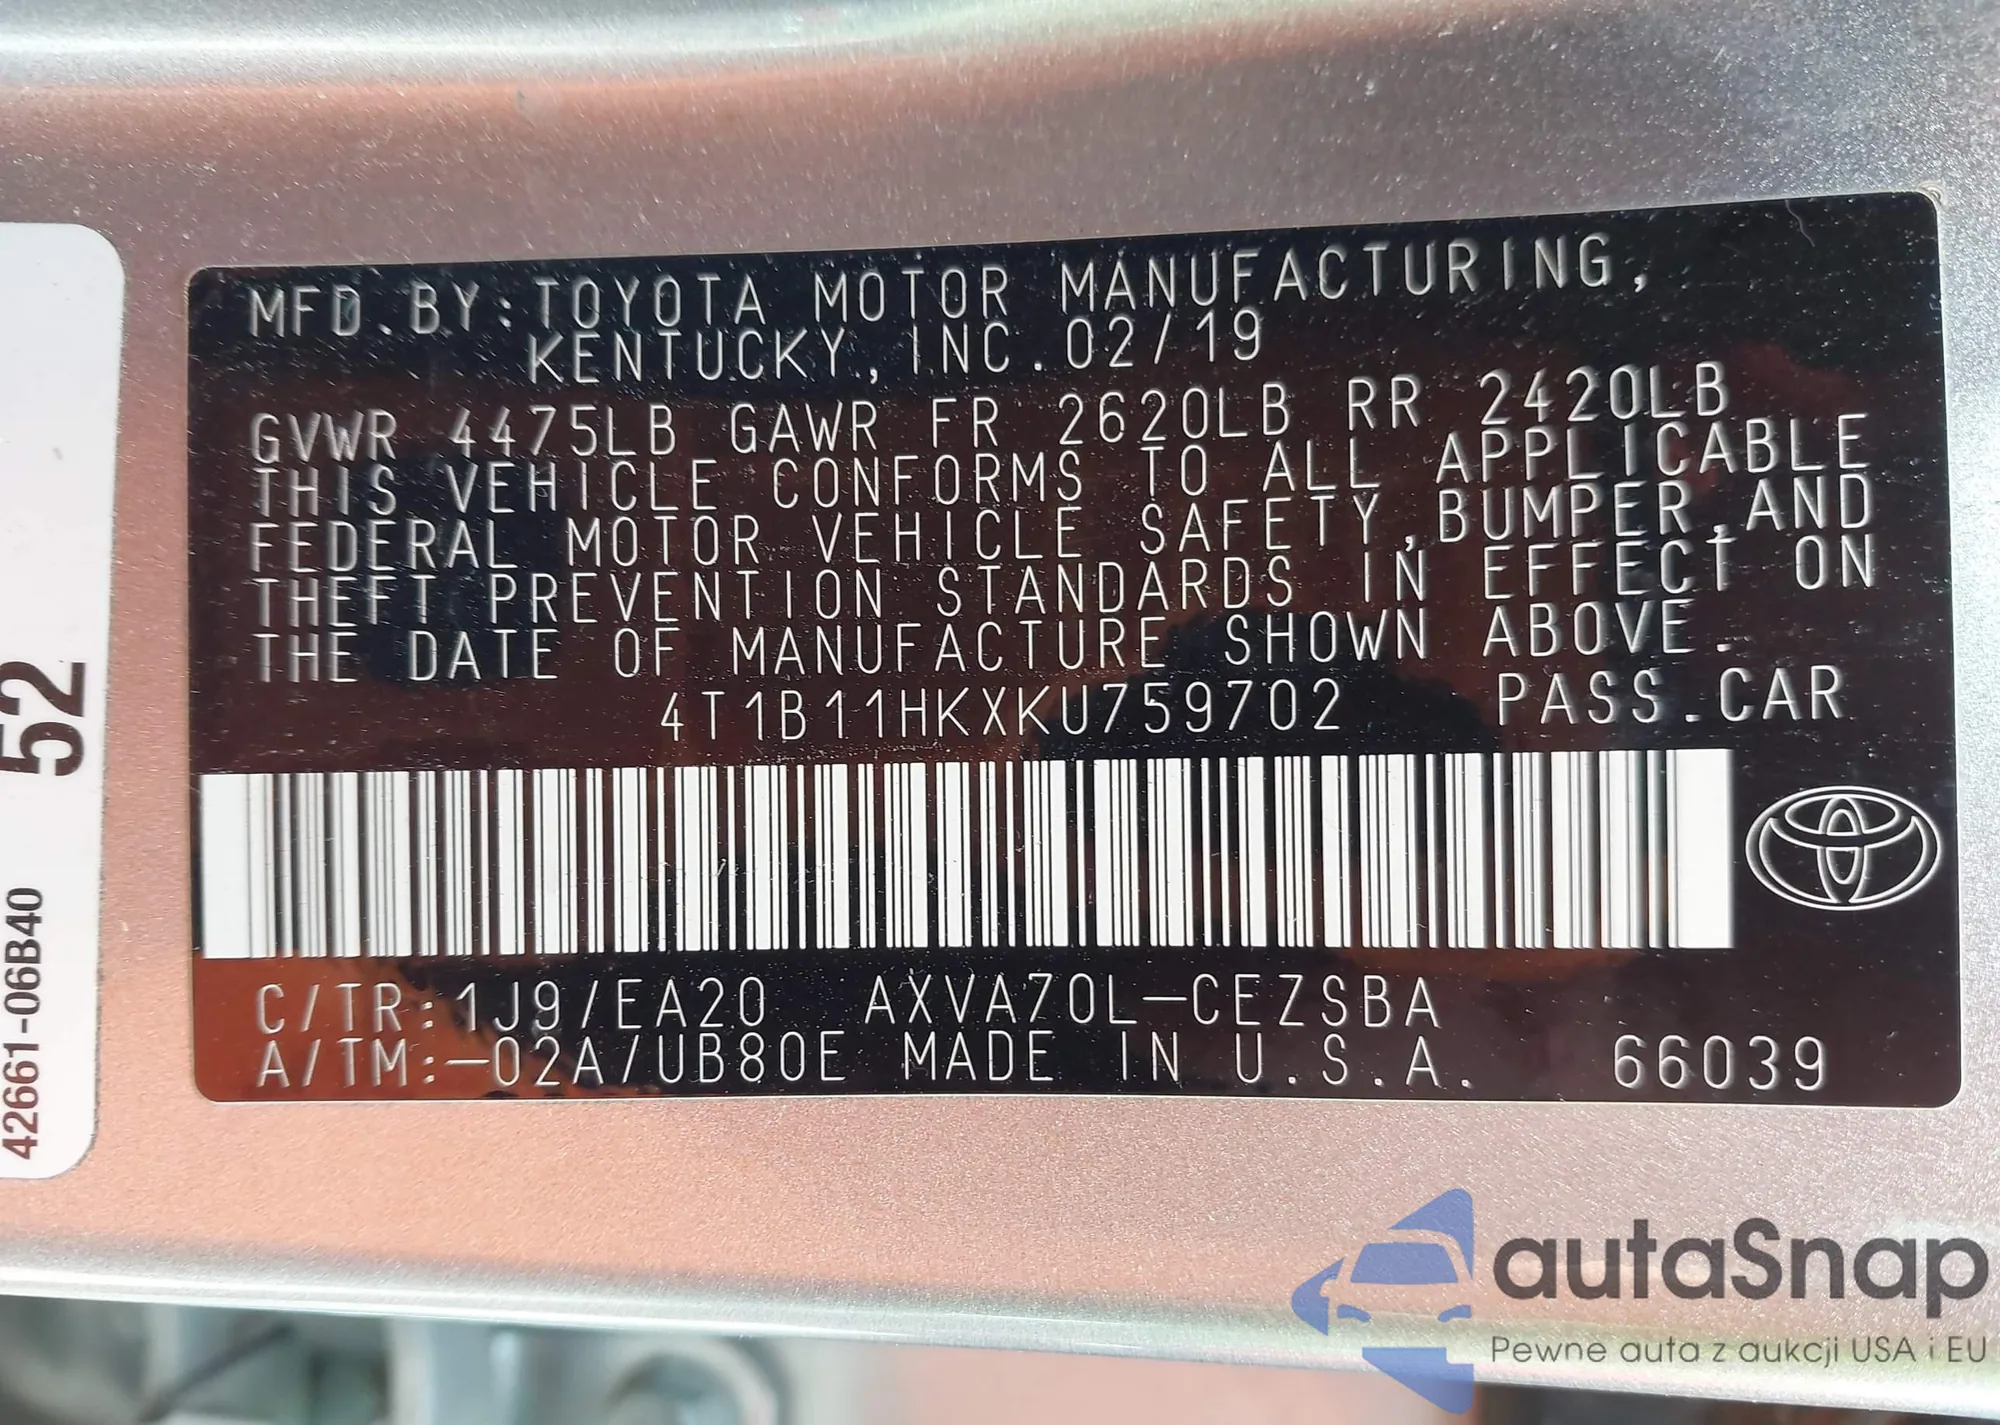 MFD.BY:TOYOTA MOTOR MANUFACTURING,
KENTUCKY, INC.02/19
GVWR 4475LB GAWR FR 2620LB RR 2420LB
THIS VEHICLE CONFORMS TO ALL APPLICABLE
FEDERAL MOTOR VEHICLE SAFETY,BUMPER,AND
THEFT PREVENTION STANDARDS IN EFFECT ON
THE DATE OF MANUFACTURE SHOWN ABOVE.
4T1B11HKXKU759702 PASS.CAR
C/TR:1J9/EA20 AXVA70L-CEZSBA
A/TM:-02A/UB80E MADE IN U.S.A. 66039
52
42661-06B40
autaSnap
Pewne auta z aukcji USA i EU